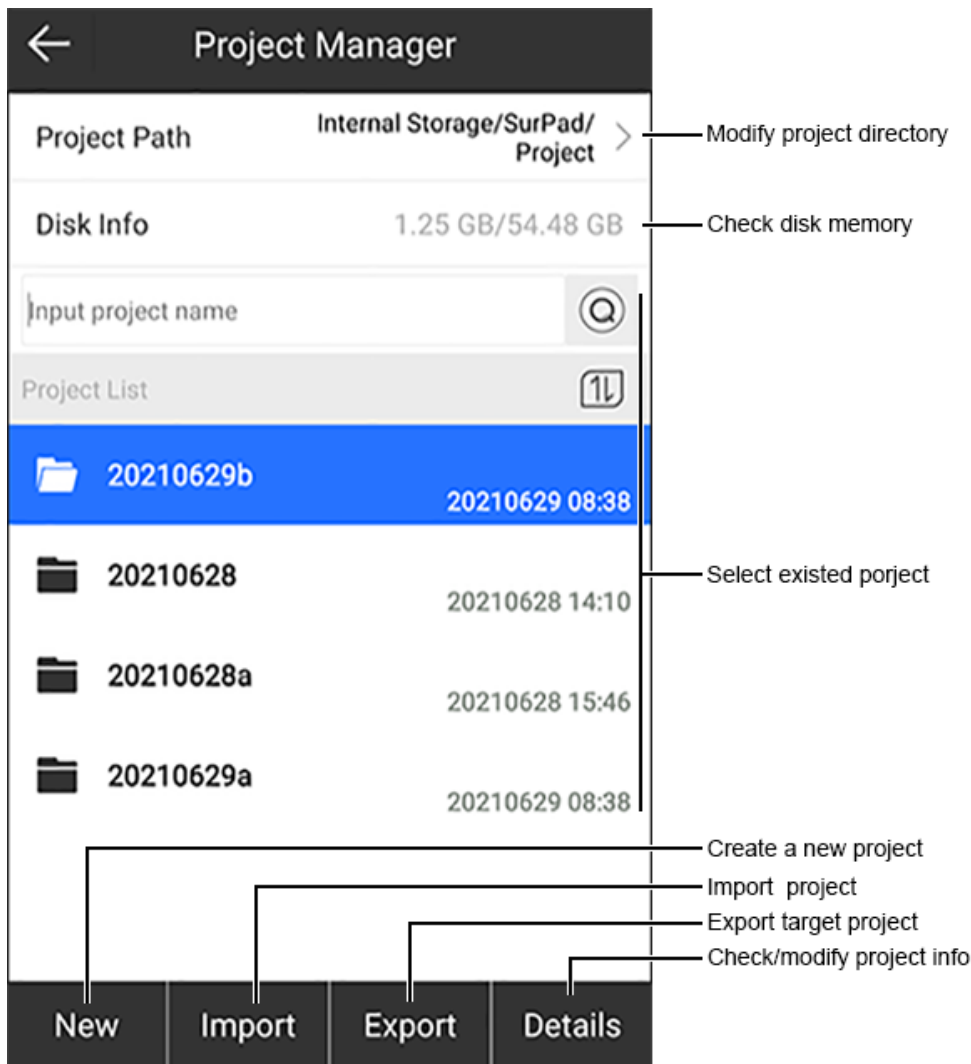 Project Manager
Project Path
Internal Storage/SurPad/
Project
Modify project directory
Disk Info
1.25 GB/54.48 GB
Check disk memory
Input project name
Project List
20210629b
20210629 08:38
20210628
20210628 14:10
Select existed porject
20210628a
20210628 15:46
20210629a
20210629 08:38
Create a new project
Import project
Export target project
Check/modify project info
New
Import
Export
Details